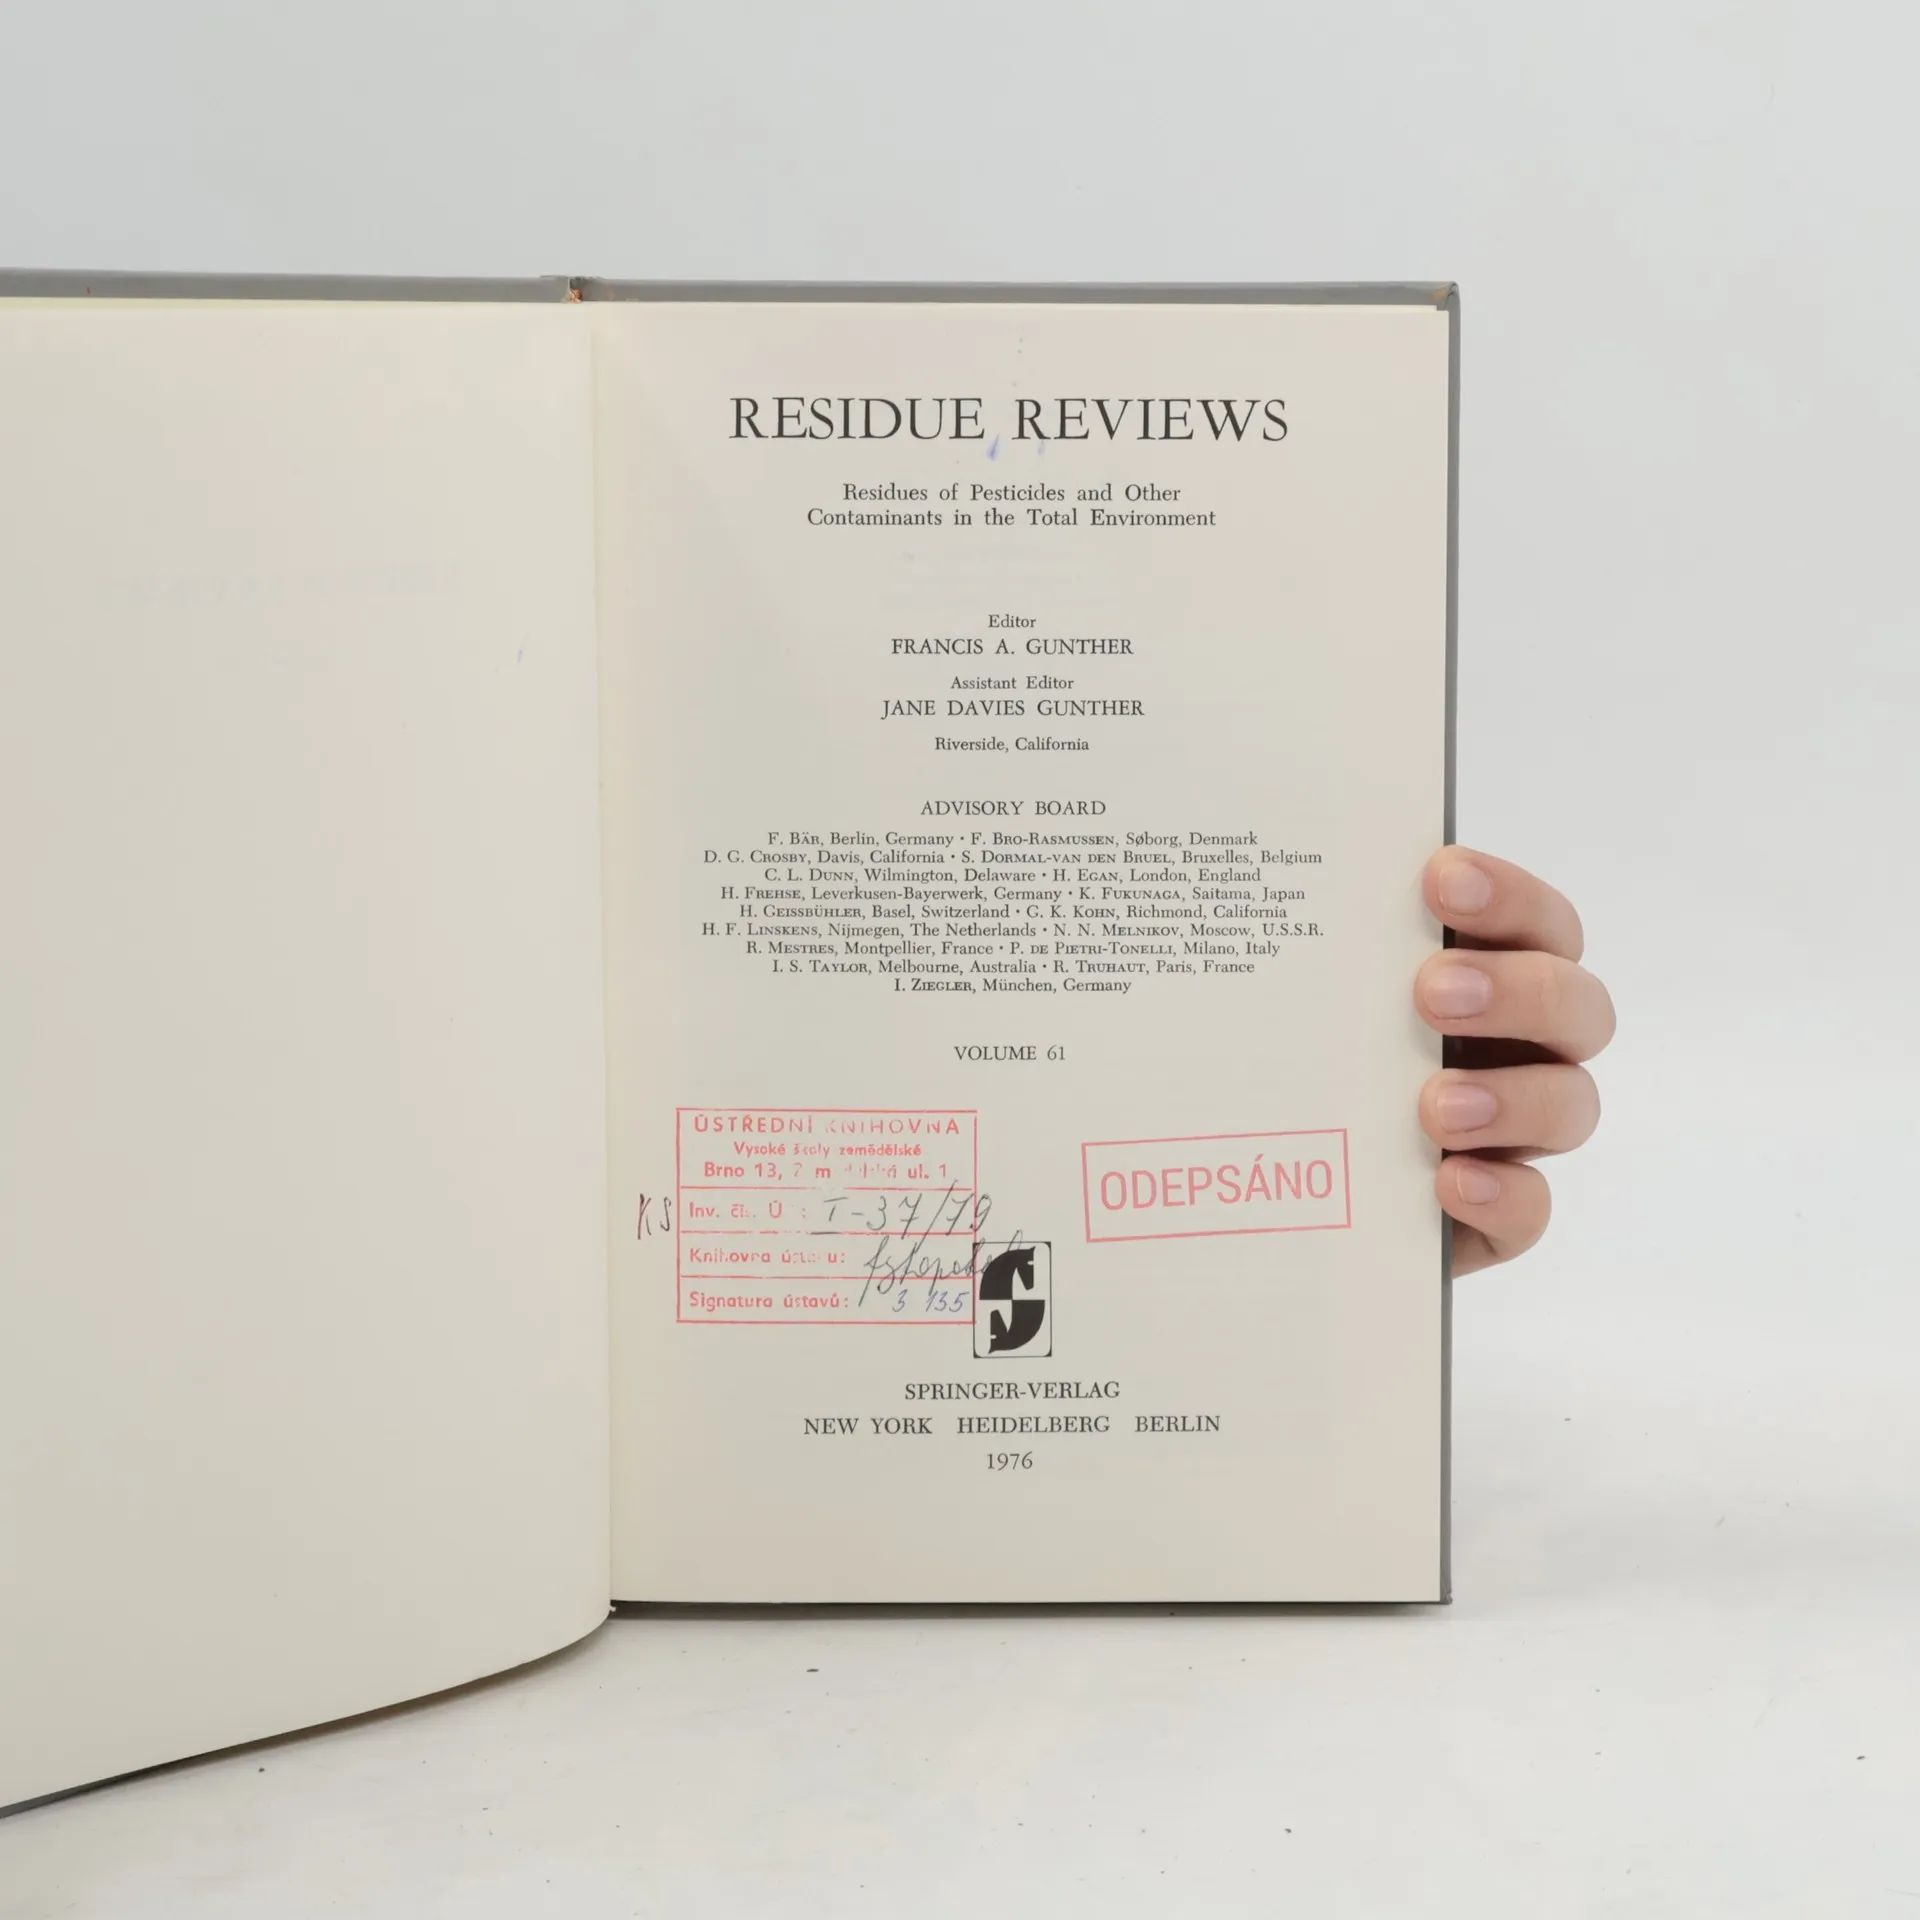 RESIDUE REVIEWS
Residues of Pesticides and Other
Contaminants in the Total Environment
Editor
FRANCIS A. GUNTHER
Assistant Editor
JANE DAVIES GUNTHER
Riverside, California
ADVISORY BOARD
F. BÄR, Berlin, Germany · F. BRO-RASMUSSEN, Søborg, Denmark
D. G. CROSBY, Davis, California · S. DORMAL-VAN DEN BRUEL, Bruxelles, Belgium
C. L. DUNN, Wilmington, Delaware · H. EGAN, London, England
H. FREHSE, Leverkusen-Bayerwerk, Germany · K. FUKUNAGA, Saitama, Japan
H. GEISSBÜHLER, Basel, Switzerland · G. K. KOHN, Richmond, California
H. F. LINSKENS, Nijmegen, The Netherlands · N. N. MELNIKOV, Moscow, U.S.S.R.
R. MESTRES, Montpellier, France · P. DE PIETRI-TONELLI, Milano, Italy
I. S. TAYLOR, Melbourne, Australia · R. TRUHAUT, Paris, France
I. ZIEGLER, München, Germany
VOLUME 61
ÚSTŘEDNÍ KNIHOVNA
Vysoké školy zemědělské
Brno 13, ul. 1
KS Inv. čís. Ú : I-37/79
Knihovna ústavu:
Signatura ústavů: 3 135
ODEPSÁNO
SPRINGER-VERLAG
NEW YORK HEIDELBERG BERLIN
1976